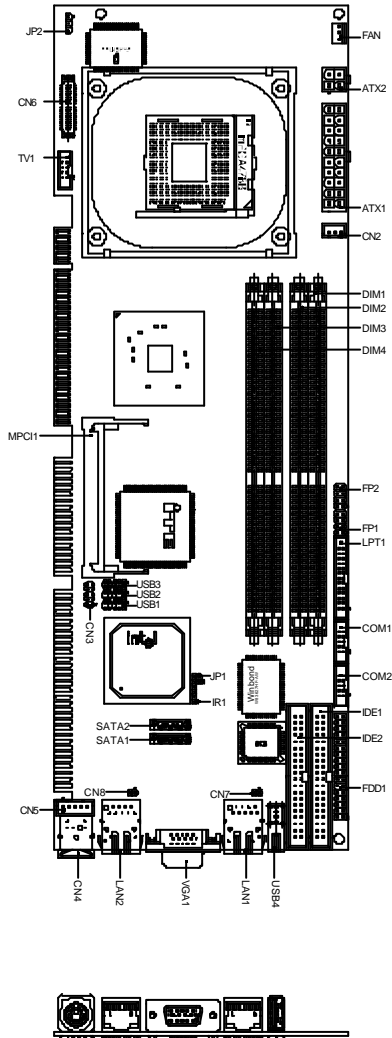 JP2
FAN
CN6
ATX2
TV1
ATX1
CN2
DIM1
DIM2
DIM3
DIM4
MPCI1
FP2
FP1
LPT1
USB3
USB2
USB1
CN3
intel
COM1
Winbond
JP1
IR1
COM2
SATA2
SATA1
IDE1
IDE2
CN8
CN7
FDD1
CN5
CN4
LAN2
VGA1
LAN1
USB4